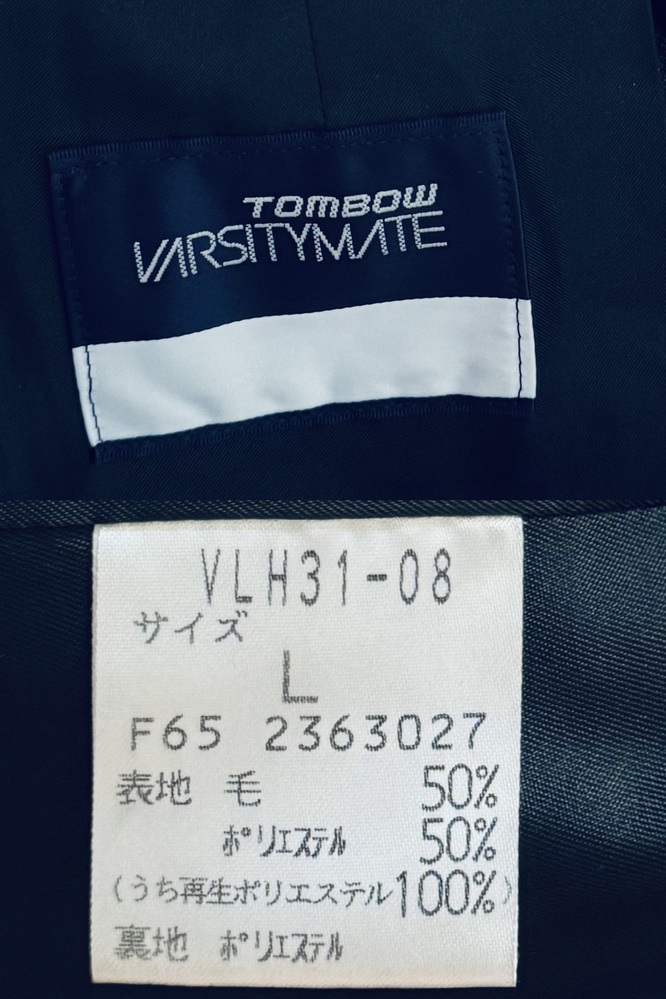 TOMBOW
VARSITYMATE
VLH31-08
サイズ
L
F65 2363027
表地 毛 50%
ポリエステル 50%
(うち再生ポリエステル100%)
裏地 ポリエステル